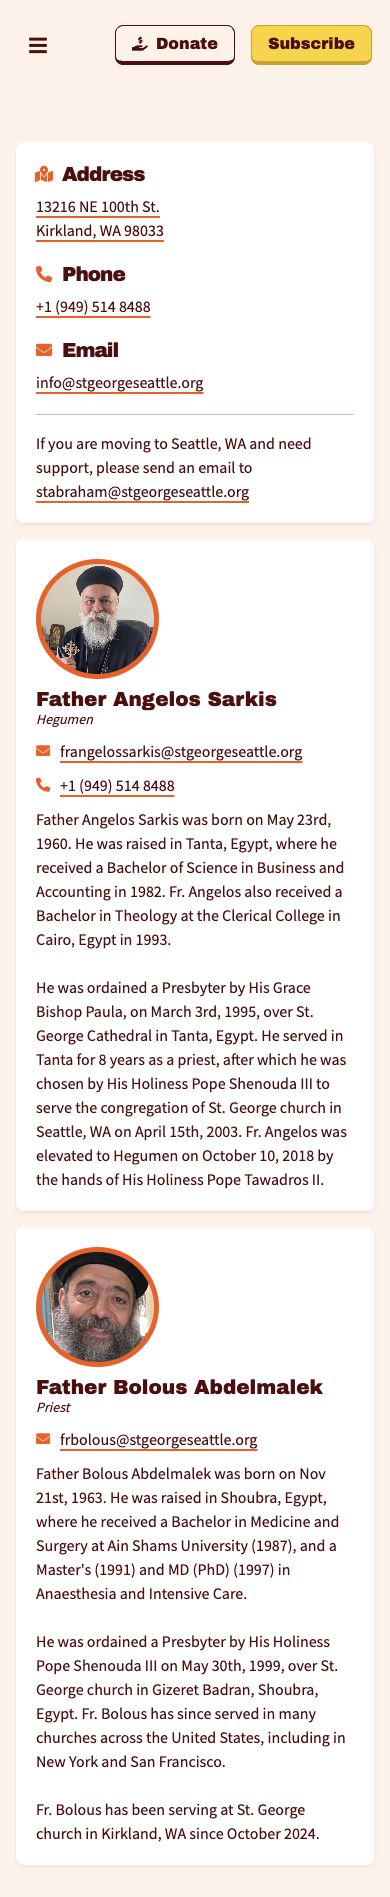 Donate
Subscribe
Address
13216 NE 100th St.
Kirkland, WA 98033
Phone
+1 (949) 514 8488
Email
info@stgeorgeseattle.org
If you are moving to Seattle, WA and need
support, please send an email to
stabraham@stgeorgeseattle.org
Father Angelos Sarkis
Hegumen
frangelossarkis@stgeorgeseattle.org
+1 (949) 514 8488
Father Angelos Sarkis was born on May 23rd,
1960. He was raised in Tanta, Egypt, where he
received a Bachelor of Science in Business and
Accounting in 1982. Fr. Angelos also received a
Bachelor in Theology at the Clerical College in
Cairo, Egypt in 1993.
He was ordained a Presbyter by His Grace
Bishop Paula, on March 3rd, 1995, over St.
George Cathedral in Tanta, Egypt. He served in
Tanta for 8 years as a priest, after which he was
chosen by His Holiness Pope Shenouda III to
serve the congregation of St. George church in
Seattle, WA on April 15th, 2003. Fr. Angelos was
elevated to Hegumen on October 10, 2018 by
the hands of His Holiness Pope Tawadros II.
Father Bolous Abdelmalek
Priest
frbolous@stgeorgeseattle.org
Father Bolous Abdelmalek was born on Nov
21st, 1963. He was raised in Shoubra, Egypt,
where he received a Bachelor in Medicine and
Surgery at Ain Shams University (1987), and a
Master's (1991) and MD (PhD) (1997) in
Anaesthesia and Intensive Care.
He was ordained a Presbyter by His Holiness
Pope Shenouda III on May 30th, 1999, over St.
George church in Gizeret Badran, Shoubra,
Egypt. Fr. Bolous has since served in many
churches across the United States, including in
New York and San Francisco.
Fr. Bolous has been serving at St. George
church in Kirkland, WA since October 2024.